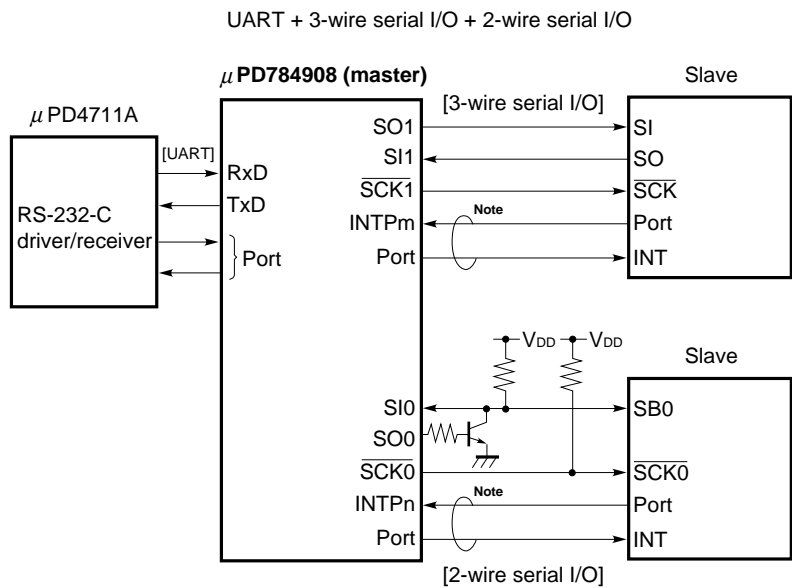 UART + 3-wire serial I/O + 2-wire serial I/O
μPD784908 (master)
Slave
μPD4711A
[3-wire serial I/O]
[UART]
RS-232-C
driver/receiver
RxD
TxD
Port
SO1
SI1
SCK1
INTPm
Port
Note
SI
SO
SCK
Port
INT
VDD
VDD
Slave
SI0
SO0
SCK0
INTPn
Port
Note
SB0
SCK0
Port
INT
[2-wire serial I/O]